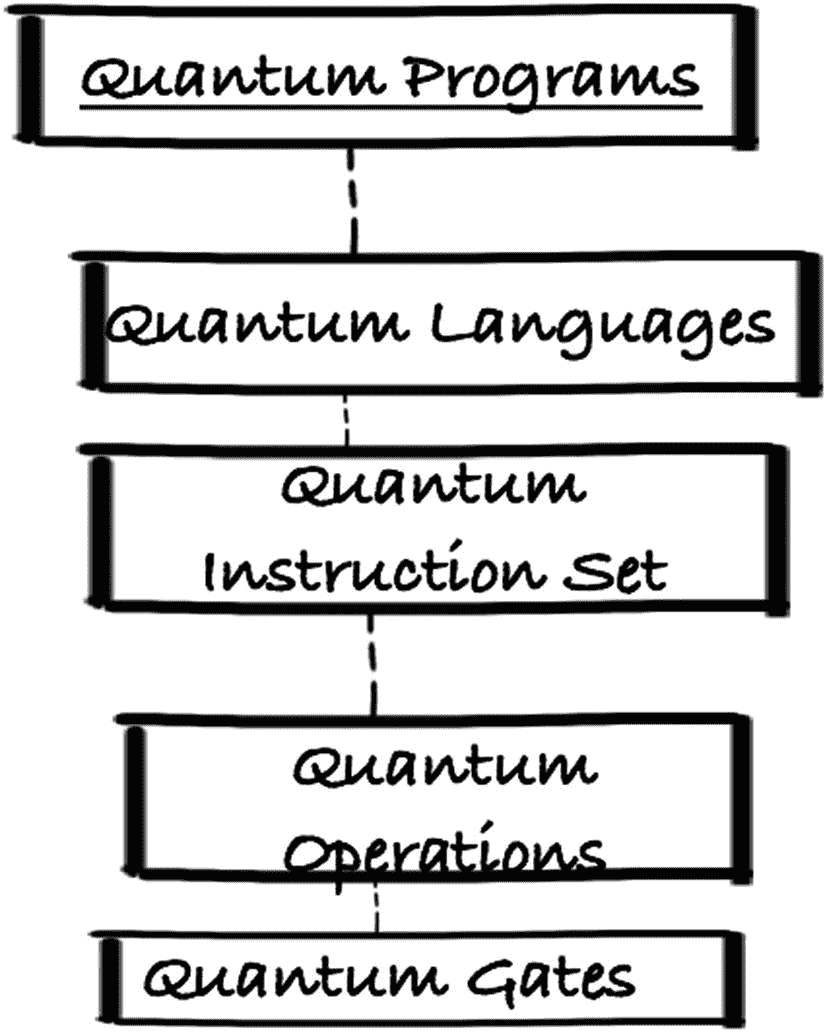 Quantum Programs
Quantum Languages
Quantum
Instruction Set
Quantum
Operations
Quantum Gates